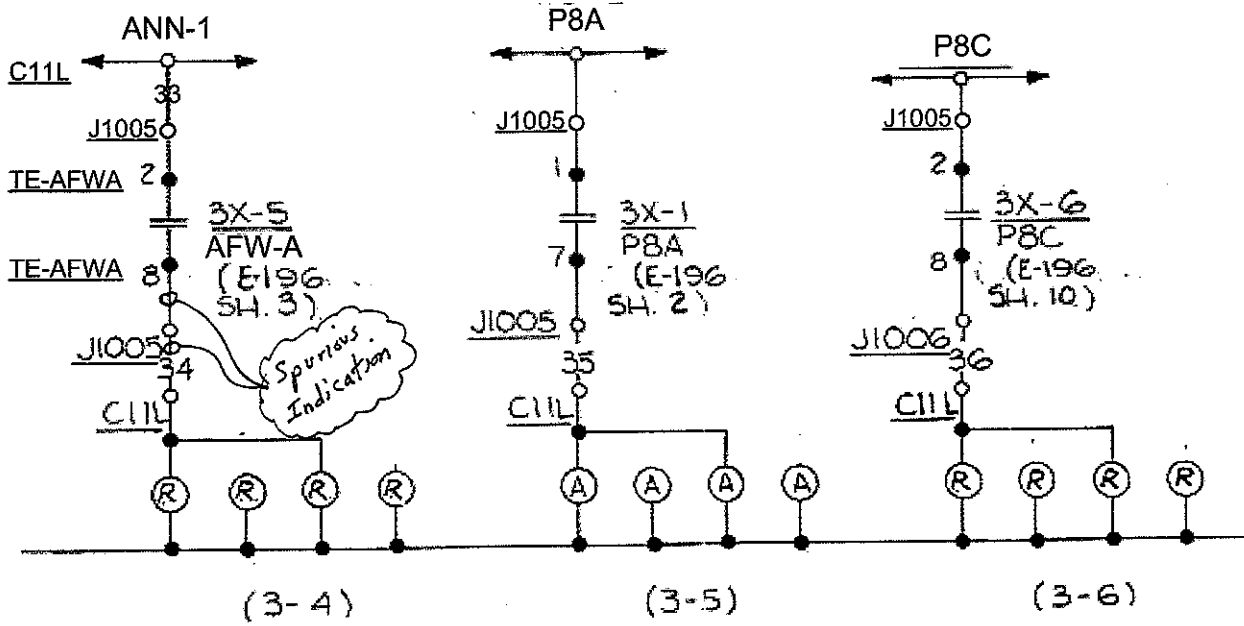 ANN-1
C11L
33
J1005
TE-AFWA 2
3X-5
AFW-A
TE-AFWA 8
(E-196
SH. 3)
J1005
34
Spurious
Indication
C11L
R R R R
(3-4)
P8A
J1005
1
3X-1
P8A
7
(E-196
SH. 2)
J1005
35
C11L
A A A A
(3-5)
P8C
J1005
2
3X-6
P8C
8
(E-196
SH. 10)
J1006
36
C11L
R R R R
(3-6)